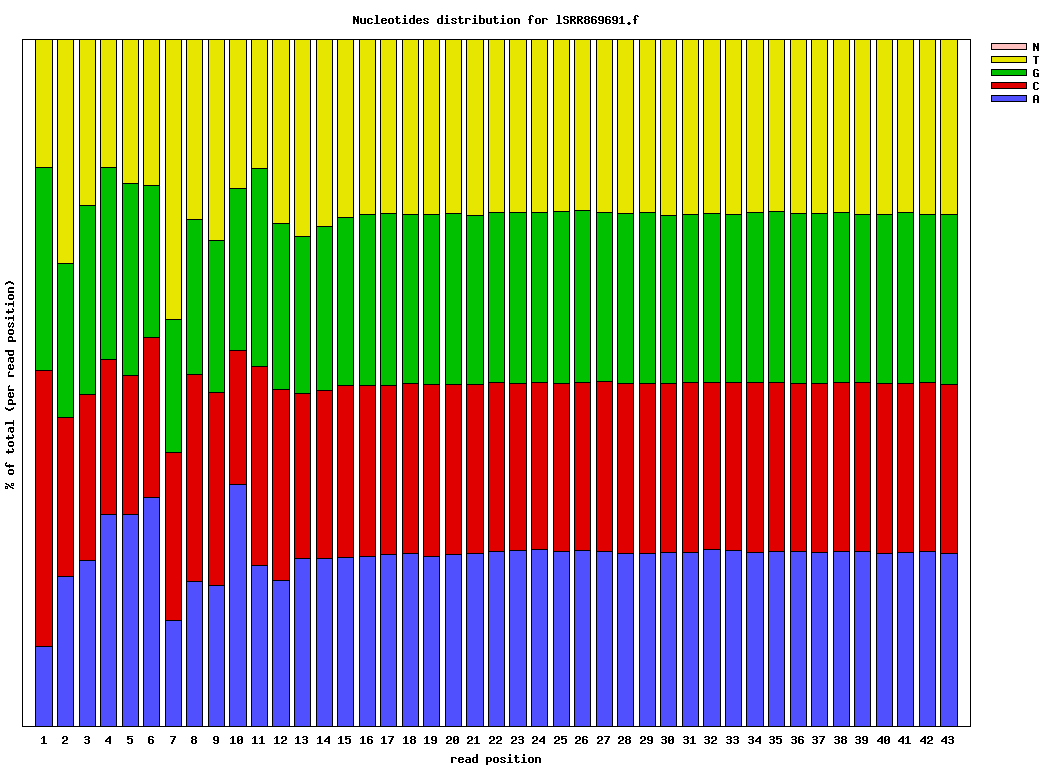 Nucleotides distribution for lSRR869691.f
N
T
G
C
A
% of total (per read position)
1 2 3 4 5 6 7 8 9 10 11 12 13 14 15 16 17 18 19 20 21 22 23 24 25 26 27 28 29 30 31 32 33 34 35 36 37 38 39 40 41 42 43
read position